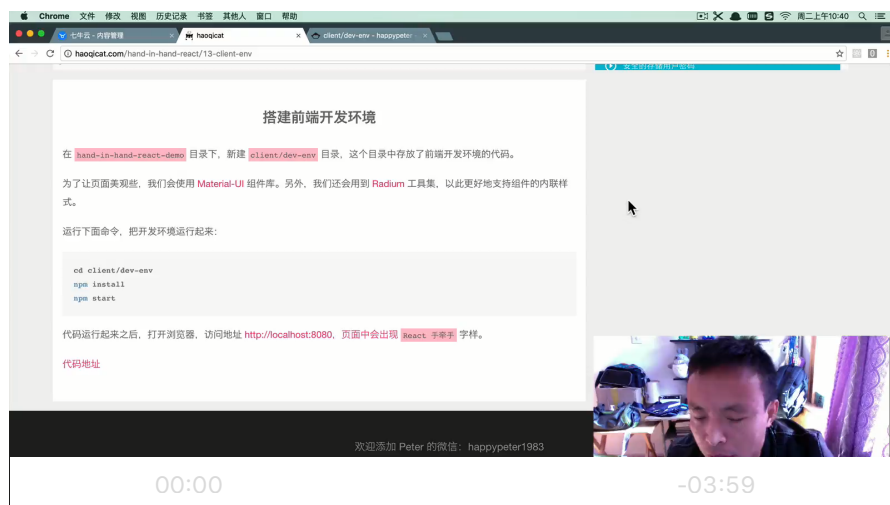 Chrome 文件 修改 视图 历史记录 书签 其他人 窗口 帮助
周二上午10:40
七牛云 - 内容管理
haoqicat
client/dev-env - happypeter
haoqicat.com/hand-in-hand-react/13-client-env
搭建前端开发环境
在 hand-in-hand-react-demo 目录下，新建 client/dev-env 目录，这个目录中存放了前端开发环境的代码。
为了让页面美观些，我们会使用 Material-UI 组件库。另外，我们还会用到 Radium 工具集，以此更好地支持组件的内联样
式。
运行下面命令，把开发环境运行起来：
cd client/dev-env
npm install
npm start
代码运行起来之后，打开浏览器，访问地址 http://localhost:8080，页面中会出现 React 手牵手 字样。
代码地址
欢迎添加 Peter 的微信：happypeter1983
00:00
-03:59